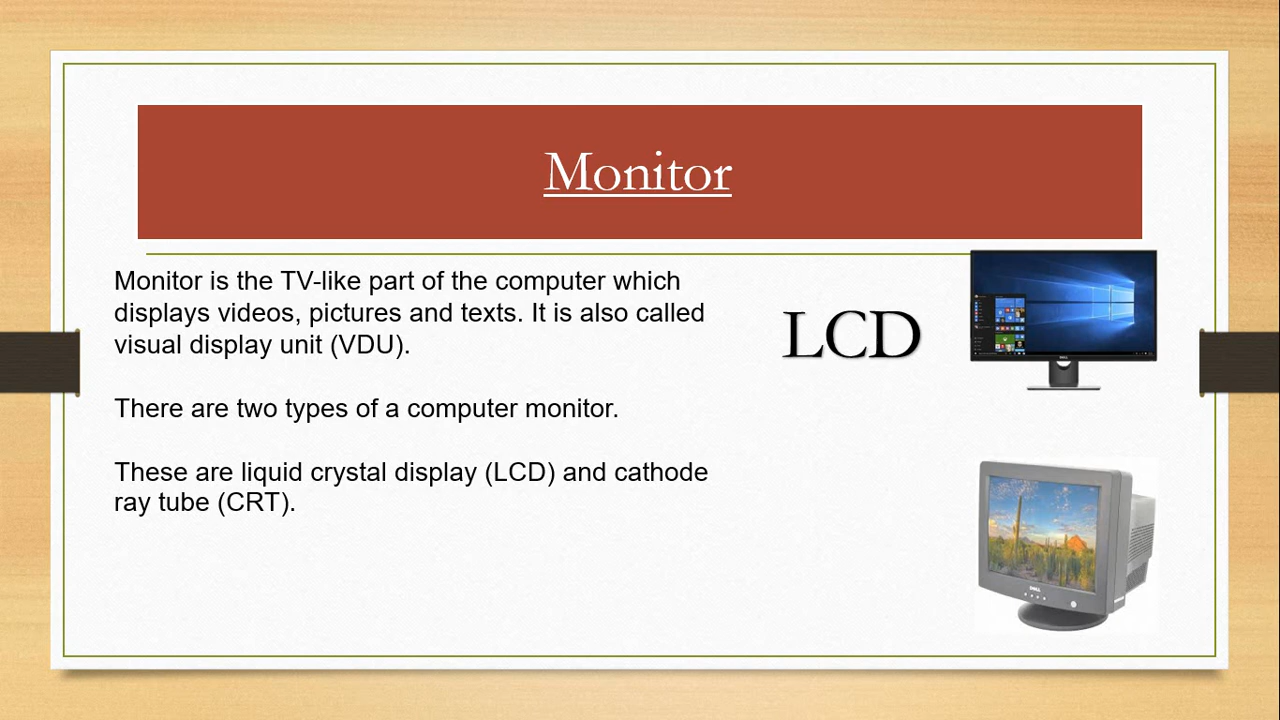 Monitor
Monitor is the TV-like part of the computer which
displays videos, pictures and texts. It is also called
visual display unit (VDU).
There are two types of a computer monitor.
These are liquid crystal display (LCD) and cathode
ray tube (CRT).
LCD
DELL
DELL